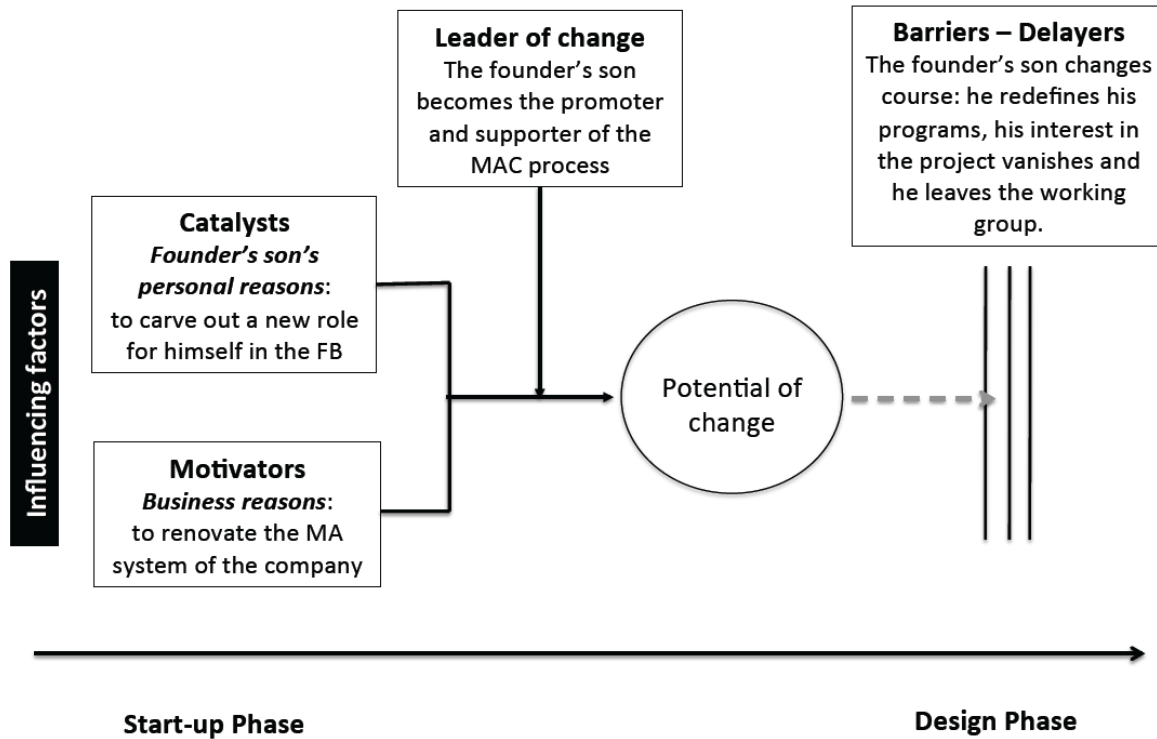 Leader of change
The founder's son
becomes the promoter
and supporter of the
MAC process
Barriers – Delayers
The founder's son changes
course: he redefines his
programs, his interest in
the project vanishes and
he leaves the working
group.
Influencing factors
Catalysts
Founder's son's
personal reasons:
to carve out a new role
for himself in the FB
Motivators
Business reasons:
to renovate the MA
system of the company
Potential of
change
Start-up Phase
Design Phase